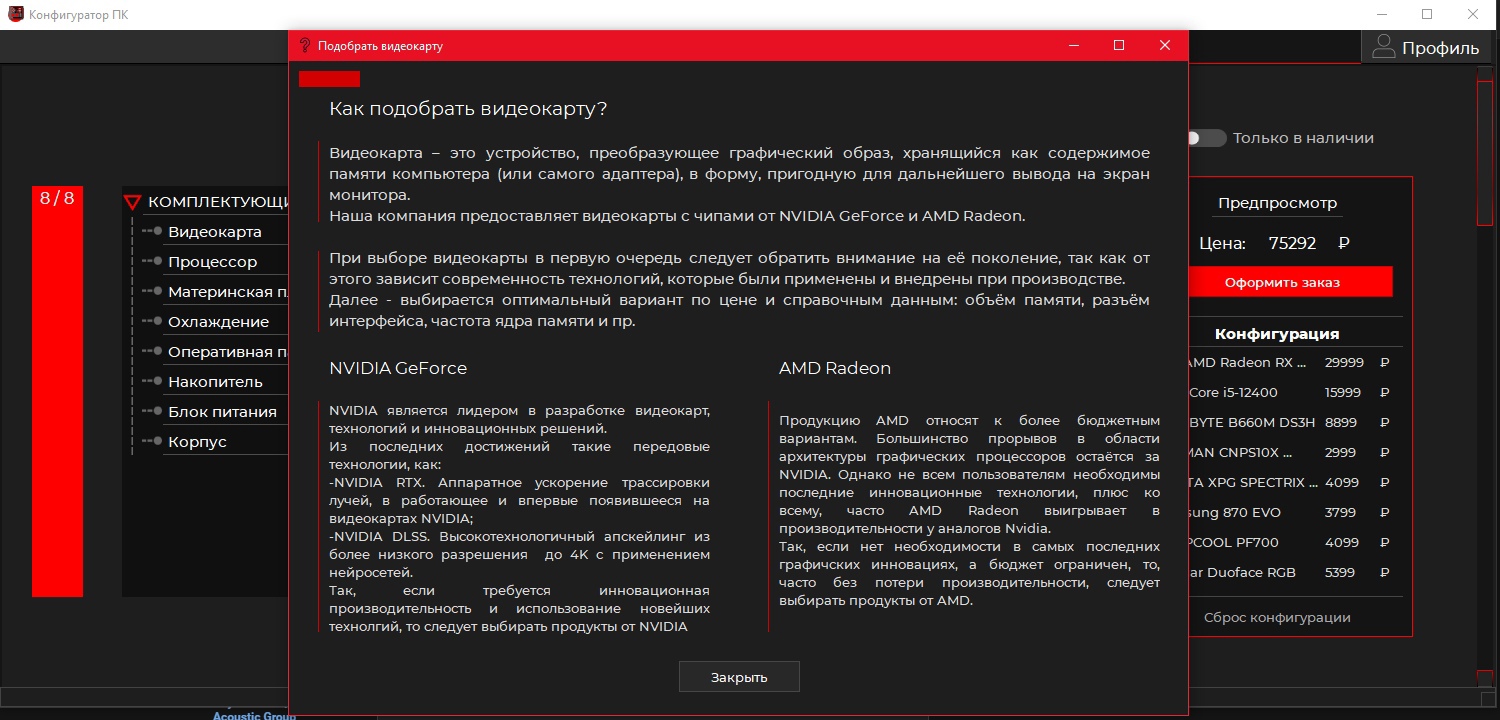 Конфигуратор ПК
Подобрать видеокарту
Профиль
Как подобрать видеокарту?
Видеокарта – это устройство, преобразующее графический образ, хранящийся как содержимое
памяти компьютера (или самого адаптера), в форму, пригодную для дальнейшего вывода на экран
монитора.
Наша компания предоставляет видеокарты с чипами от NVIDIA GeForce и AMD Radeon.
При выборе видеокарты в первую очередь следует обратить внимание на её поколение, так как от
этого зависит современность технологий, которые были применены и внедрены при производстве.
Далее - выбирается оптимальный вариант по цене и справочным данным: объём памяти, разъём
интерфейса, частота ядра памяти и пр.
NVIDIA GeForce
NVIDIA является лидером в разработке видеокарт,
технологий и инновационных решений.
Из последних достижений такие передовые
технологии, как:
-NVIDIA RTX. Аппаратное ускорение трассировки
лучей, в работающее и впервые появившееся на
видеокартах NVIDIA;
-NVIDIA DLSS. Высокотехнологичный апскейлинг из
более низкого разрешения до 4K с применением
нейросетей.
Так, если требуется инновационная
производительность и использование новейших
технолгий, то следует выбирать продукты от NVIDIA
AMD Radeon
Продукцию AMD относят к более бюджетным
вариантам. Большинство прорывов в области
архитектуры графических процессоров остаётся за
NVIDIA. Однако не всем пользователям необходимы
последние инновационные технологии, плюс ко
всему, часто AMD Radeon выигрывает в
производительности у аналогов Nvidia.
Так, если нет необходимости в самых последних
графичских инновациях, а бюджет ограничен, то,
часто без потери производительности, следует
выбирать продукты от AMD.
Закрыть
8 / 8
КОМПЛЕКТУЮЩИ
Видеокарта
Процессор
Материнская п
Охлаждение
Оперативная п
Накопитель
Блок питания
Корпус
Только в наличии
Предпросмотр
Цена: 75292 ₽
Оформить заказ
Конфигурация
AMD Radeon RX ... 29999 ₽
Core i5-12400 15999 ₽
BYTE B660M DS3H 8899 ₽
MAN CNPS10X ... 2999 ₽
TA XPG SPECTRIX ... 4099 ₽
sung 870 EVO 3799 ₽
PCOOL PF700 4099 ₽
ar Duoface RGB 5399 ₽
Сброс конфигурации
Acoustic Group